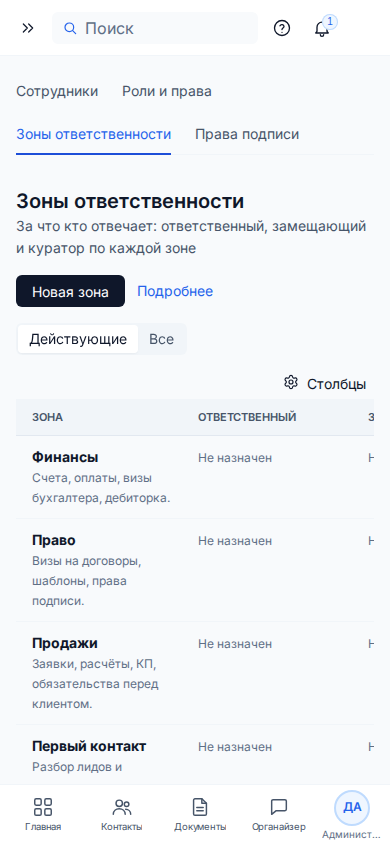 Поиск
1
Сотрудники Роли и права
Зоны ответственности Права подписи
Зоны ответственности
За что кто отвечает: ответственный, замещающий
и куратор по каждой зоне
Новая зона Подробнее
Действующие Все
Столбцы
ЗОНА ОТВЕТСТВЕННЫЙ
Финансы Не назначен
Счета, оплаты, визы
бухгалтера, дебиторка.
Право Не назначен
Визы на договоры,
шаблоны, права
подписи.
Продажи Не назначен
Заявки, расчёты, КП,
обязательства перед
клиентом.
Первый контакт Не назначен
Разбор лидов и
Главная Контакты Документы Органайзер ДА
Админист...